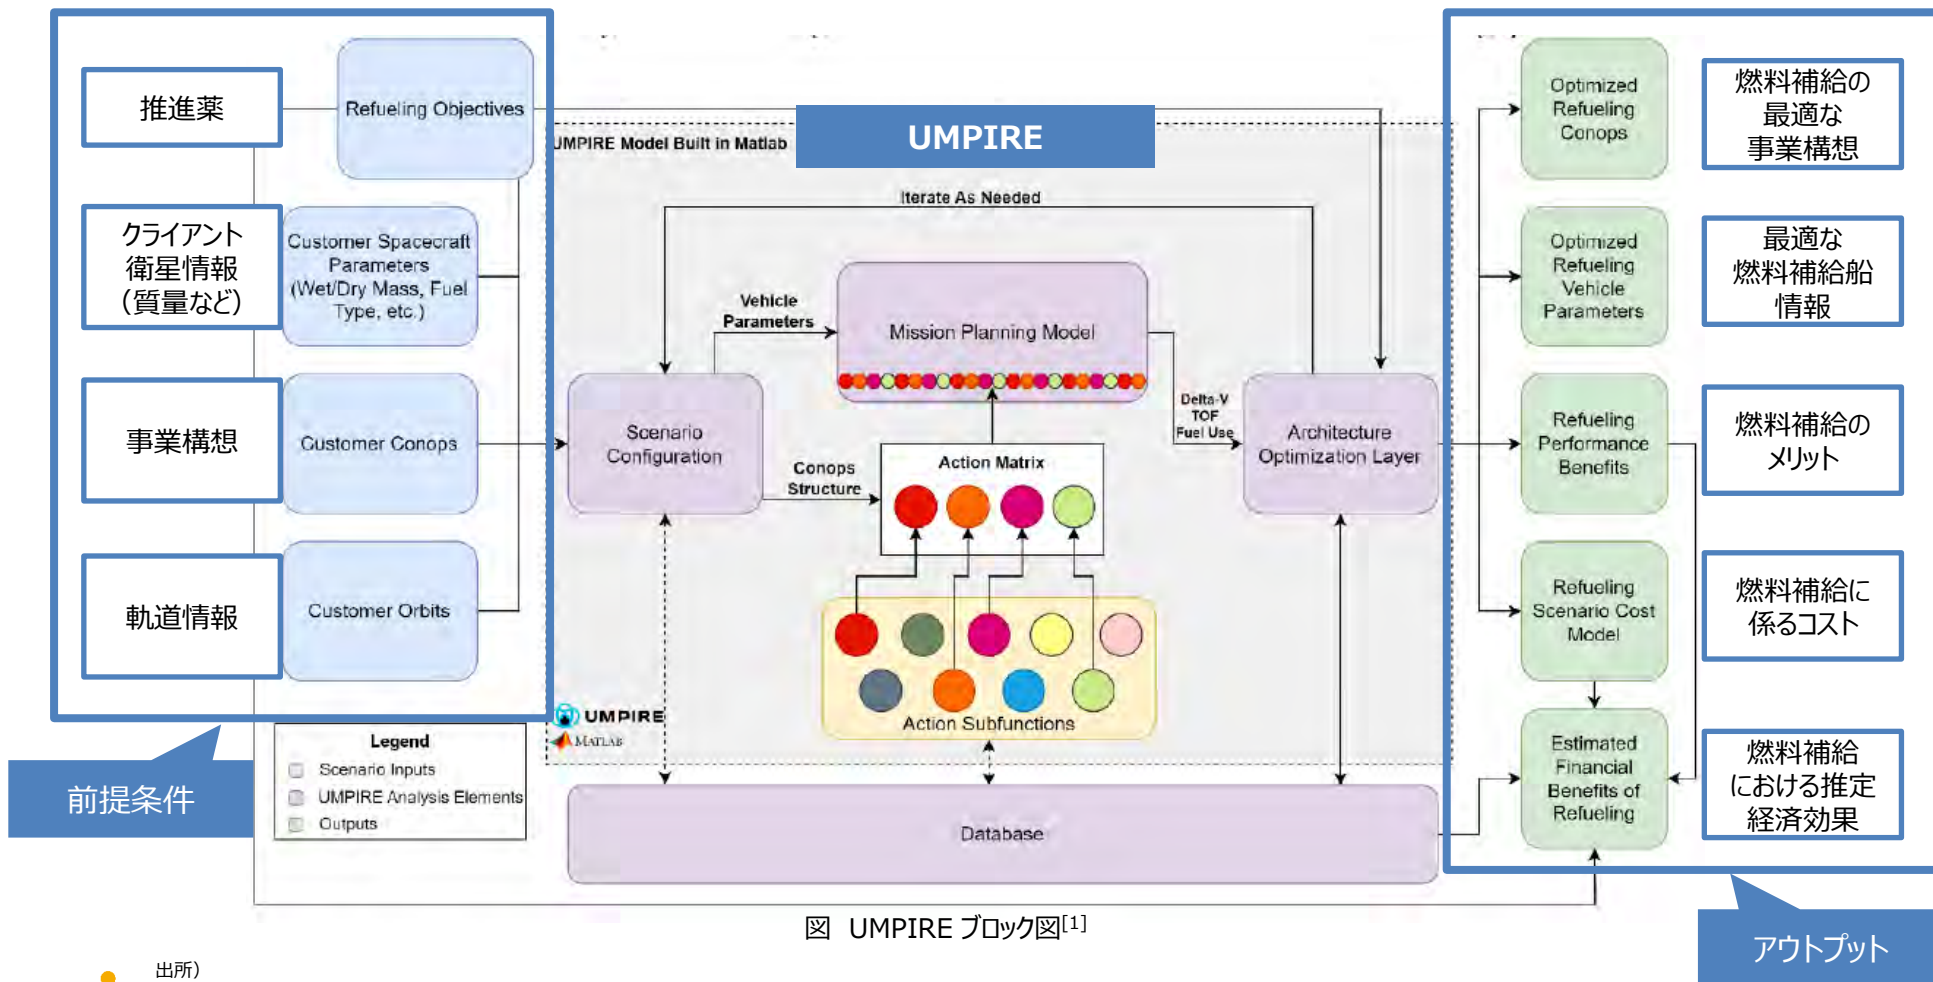 推進薬
Refueling Objectives
クライアント
衛星情報
（質量など）
Customer Spacecraft
Parameters
(Wet/Dry Mass, Fuel
Type, etc.)
事業構想
Customer Conops
軌道情報
Customer Orbits
前提条件
Legend
Scenario Inputs
UMPIRE Analysis Elements
Outputs
UMPIRE
UMPIRE Model Built in Matlab
Iterate As Needed
Vehicle
Parameters
Mission Planning Model
Scenario
Configuration
Conops
Structure
Action Matrix
Delta-V
TOF
Fuel Use
Architecture
Optimization Layer
Action Subfunctions
UMPIRE
MATLAB
Database
Optimized
Refueling
Conops
燃料補給の
最適な
事業構想
Optimized
Refueling
Vehicle
Parameters
最適な
燃料補給船
情報
Refueling
Performance
Benefits
燃料補給の
メリット
Refueling
Scenario Cost
Model
燃料補給に
係るコスト
Estimated
Financial
Benefits of
Refueling
燃料補給
における推定
経済効果
アウトプット
図 UMPIRE ブロック図[1]
出所）